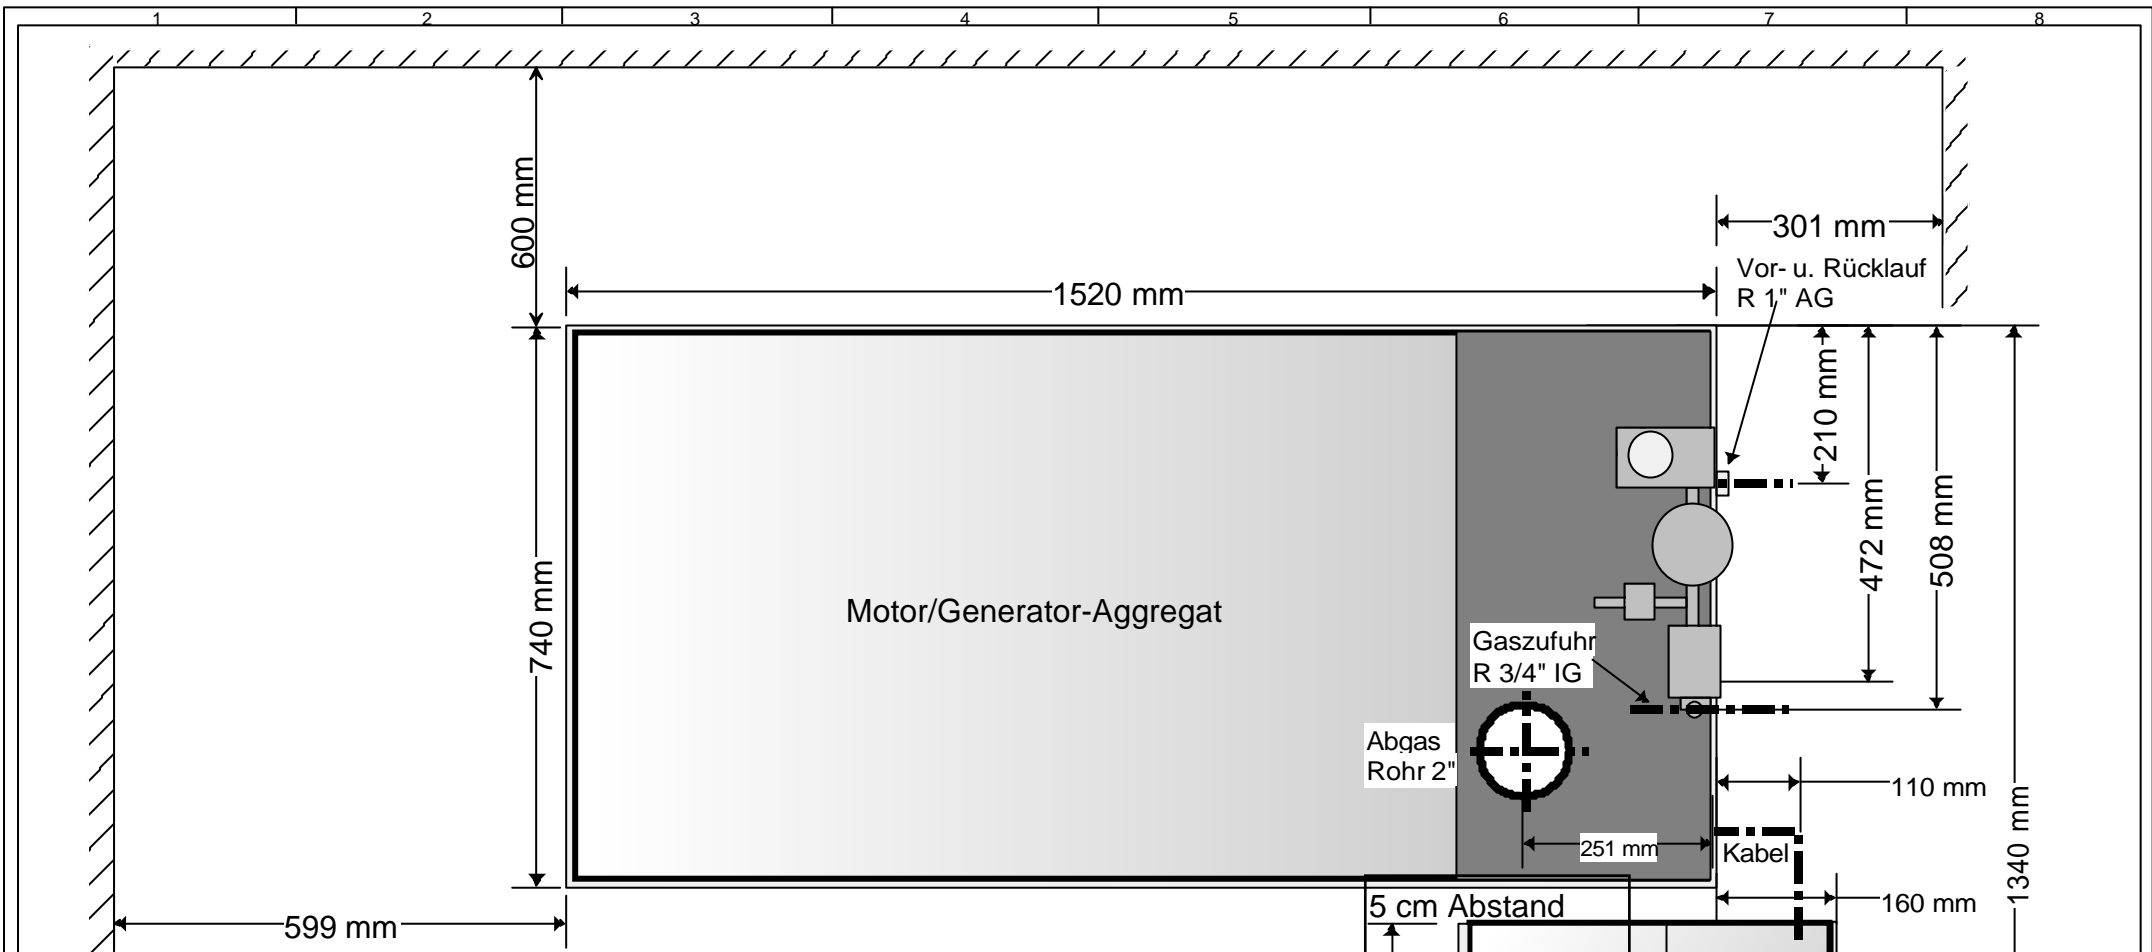 1 2 3 4 5 6 7 8
600 mm
301 mm
Vor- u. Rücklauf
R 1" AG
1520 mm
210 mm
472 mm
508 mm
740 mm
Motor/Generator-Aggregat
Gaszufuhr
R 3/4" IG
Abgas
Rohr 2"
110 mm
1340 mm
251 mm
Kabel
5 cm Abstand
160 mm
599 mm